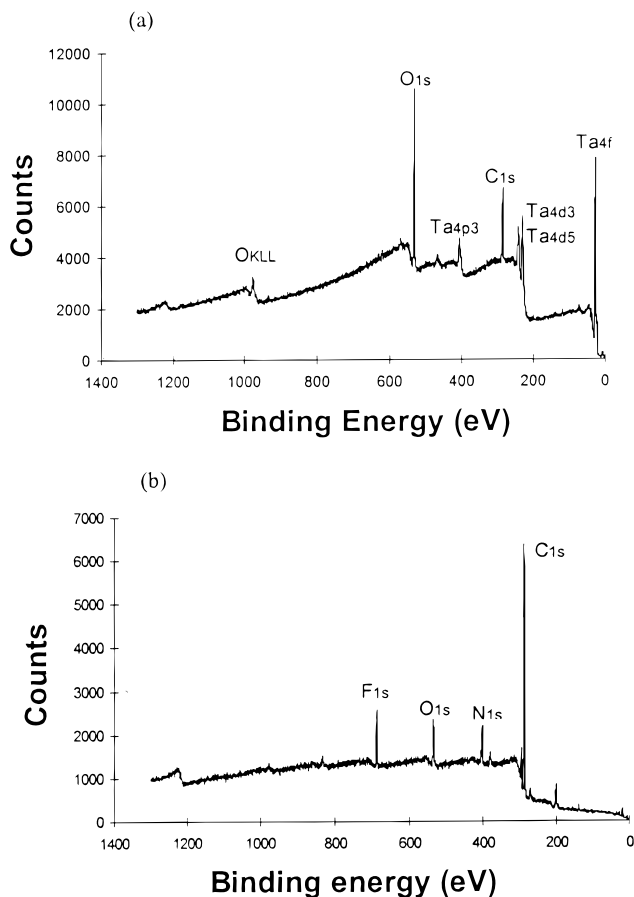 (a)
12000
10000
8000
6000
4000
2000
0
Counts
OKLL
O1s
Ta4p3
C1s
Ta4d3
Ta4d5
Ta4f
1400 1200 1000 800 600 400 200 0
Binding Energy (eV)
(b)
7000
6000
5000
4000
3000
2000
1000
0
Counts
F1s
O1s
N1s
C1s
1400 1200 1000 800 600 400 200 0
Binding energy (eV)